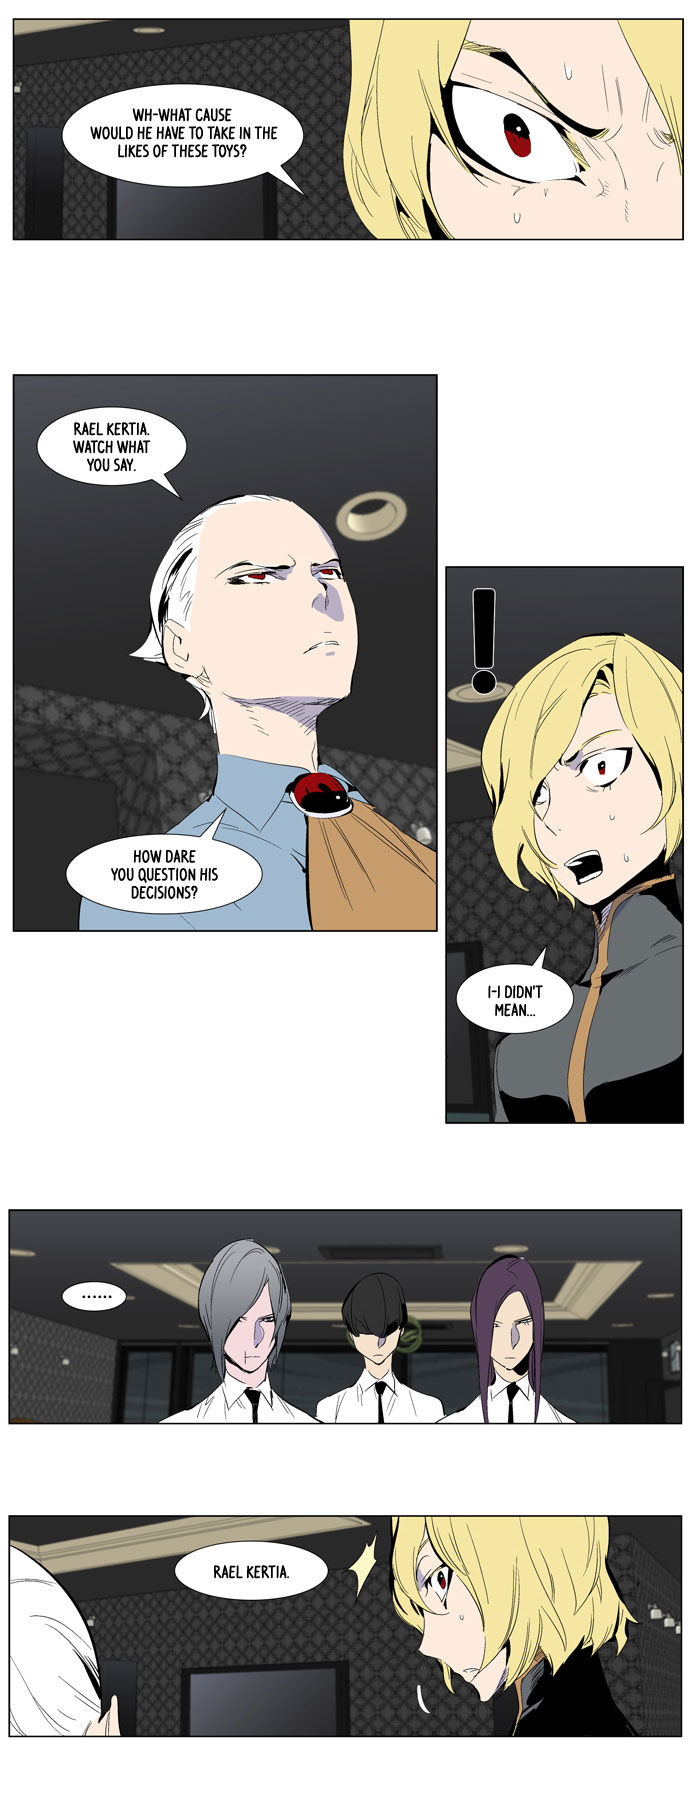 WH-WHAT CAUSE
WOULD HE HAVE TO TAKE IN THE
LIKES OF THESE TOYS?
RAEL KERTIA.
WATCH WHAT
YOU SAY.
HOW DARE
YOU QUESTION HIS
DECISIONS?
!
I-I DIDN'T
MEAN...
......
RAEL KERTIA.